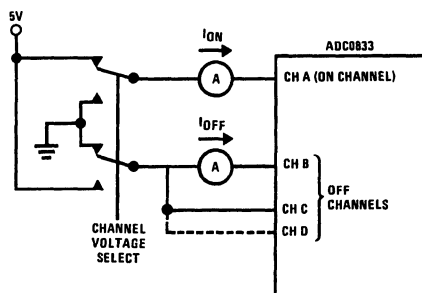 5V
ION
ADC0833
A
CH A (ON CHANNEL)
IOFF
A
CH B
CH C
CH D
OFF
CHANNELS
CHANNEL
VOLTAGE
SELECT